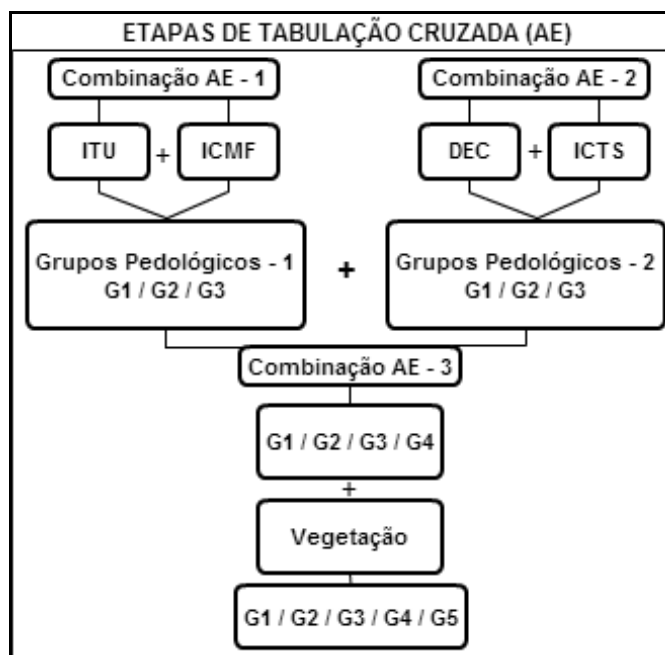 ETAPAS DE TABULAÇÃO CRUZADA (AE)
Combinação AE - 1
Combinação AE - 2
ITU + ICMF
DEC + ICTS
Grupos Pedológicos - 1
G1 / G2 / G3
+
Grupos Pedológicos - 2
G1 / G2 / G3
Combinação AE - 3
G1 / G2 / G3 / G4
+
Vegetação
G1 / G2 / G3 / G4 / G5